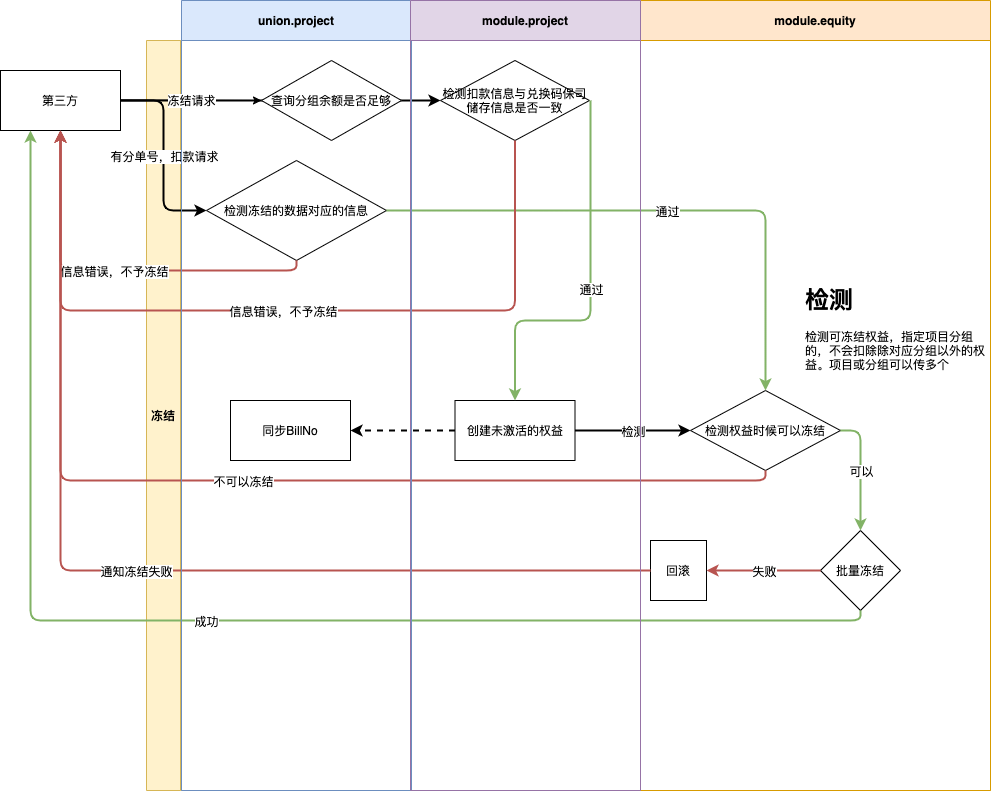 union.project
module.project
module.equity
第三方
冻结请求
查询分组余额是否足够
检测扣款信息与兑换码保司
储存信息是否一致
有分单号，扣款请求
检测冻结的数据对应的信息
通过
信息错误，不予冻结
通过
信息错误，不予冻结
检测
检测可冻结权益，指定项目分组
的，不会扣除除对应分组以外的权
益。项目或分组可以传多个
冻结
同步BillNo
创建未激活的权益
检测
检测权益时候可以冻结
可以
不可以冻结
通知冻结失败
回滚
失败
批量冻结
成功